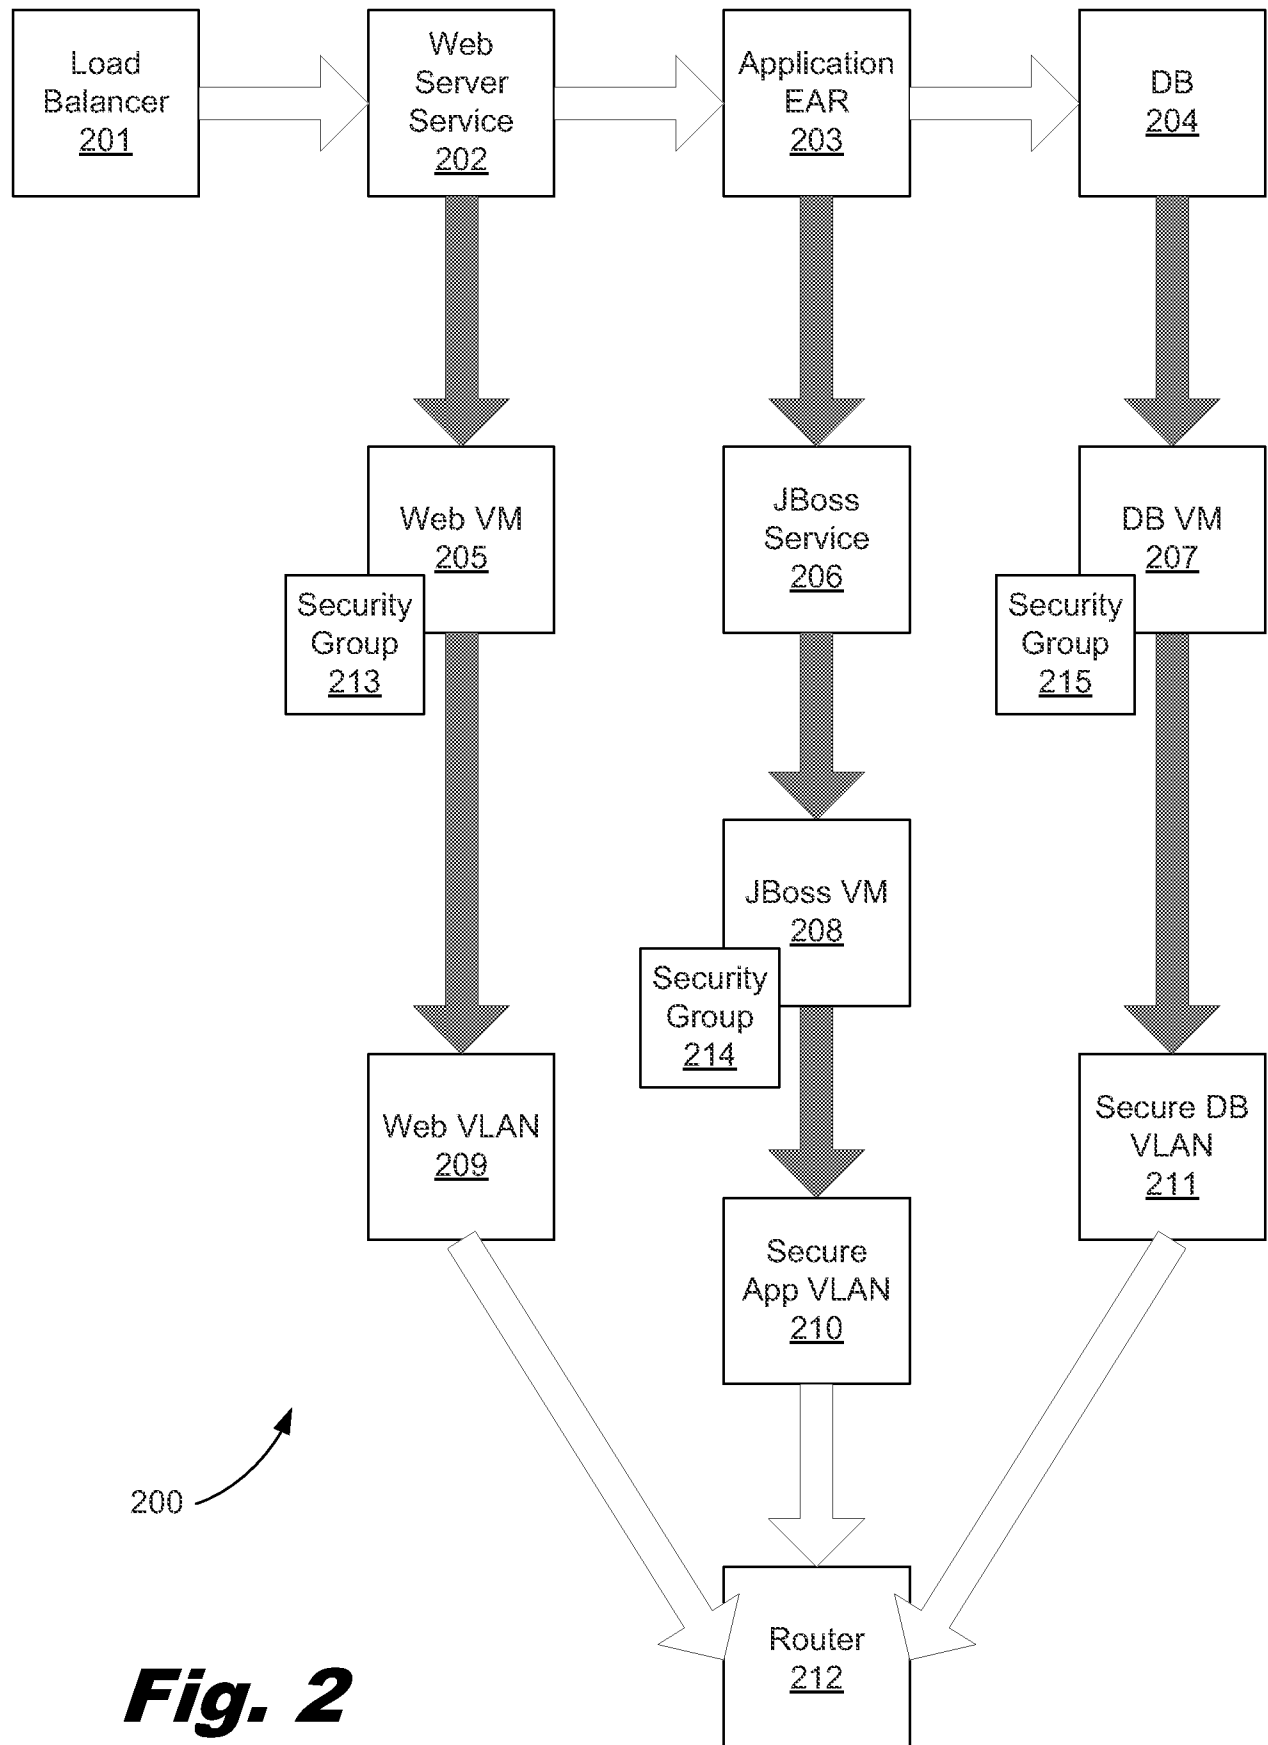 Load
Balancer
201
Web
Server
Service
202
Application
EAR
203
DB
204
Web VM
205
JBoss
Service
206
DB VM
207
Security
Group
213
Security
Group
215
JBoss VM
208
Security
Group
214
Web VLAN
209
Secure DB
VLAN
211
Secure
App VLAN
210
200
Router
212
Fig. 2